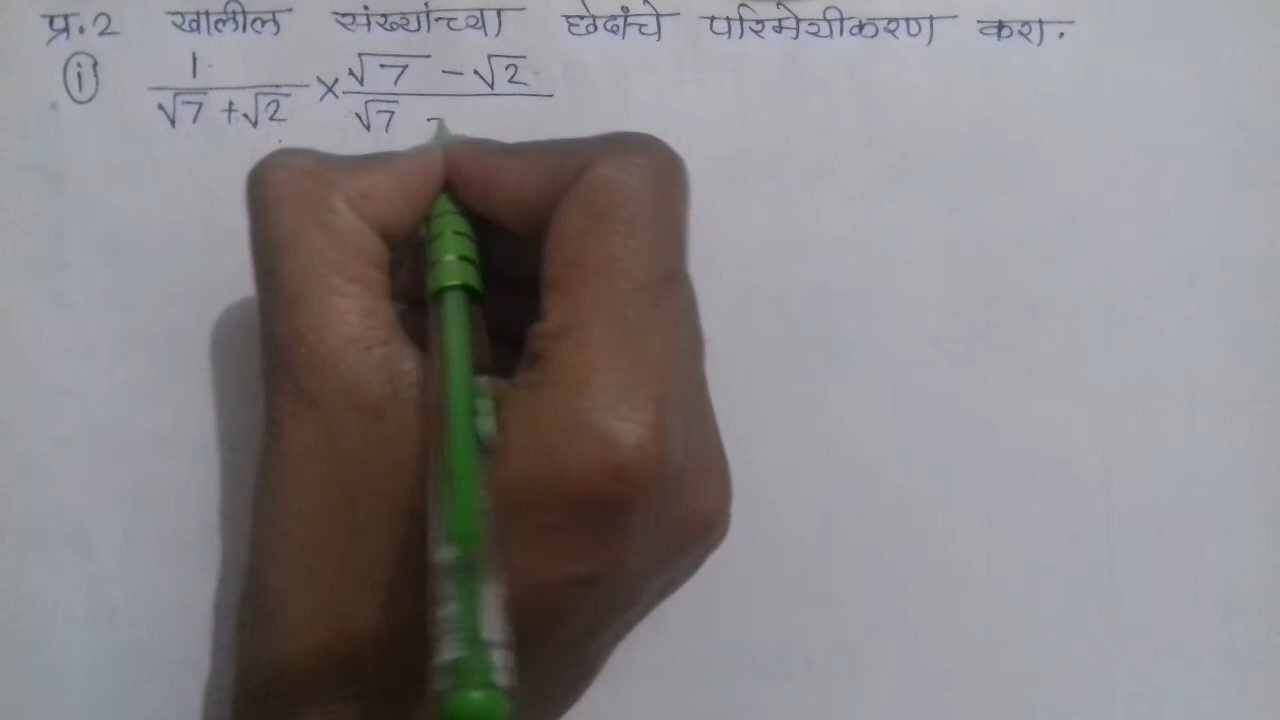 प्र.2 खालील संख्यांच्या छेदांचे परिमेयीकरण करा.
(i) 1/(√7 + √2) × (√7 - √2)/(√7 -